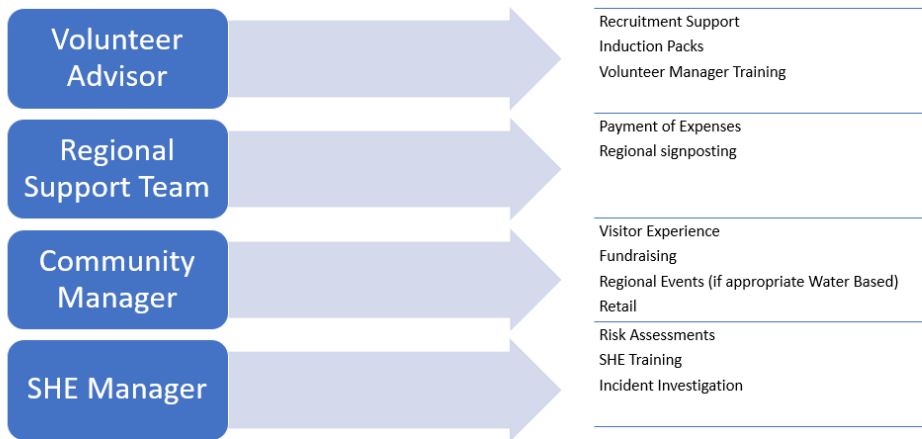 Volunteer
Advisor
Recruitment Support
Induction Packs
Volunteer Manager Training
Regional
Support Team
Payment of Expenses
Regional signposting
Community
Manager
Visitor Experience
Fundraising
Regional Events (if appropriate Water Based)
Retail
SHE Manager
Risk Assessments
SHE Training
Incident Investigation